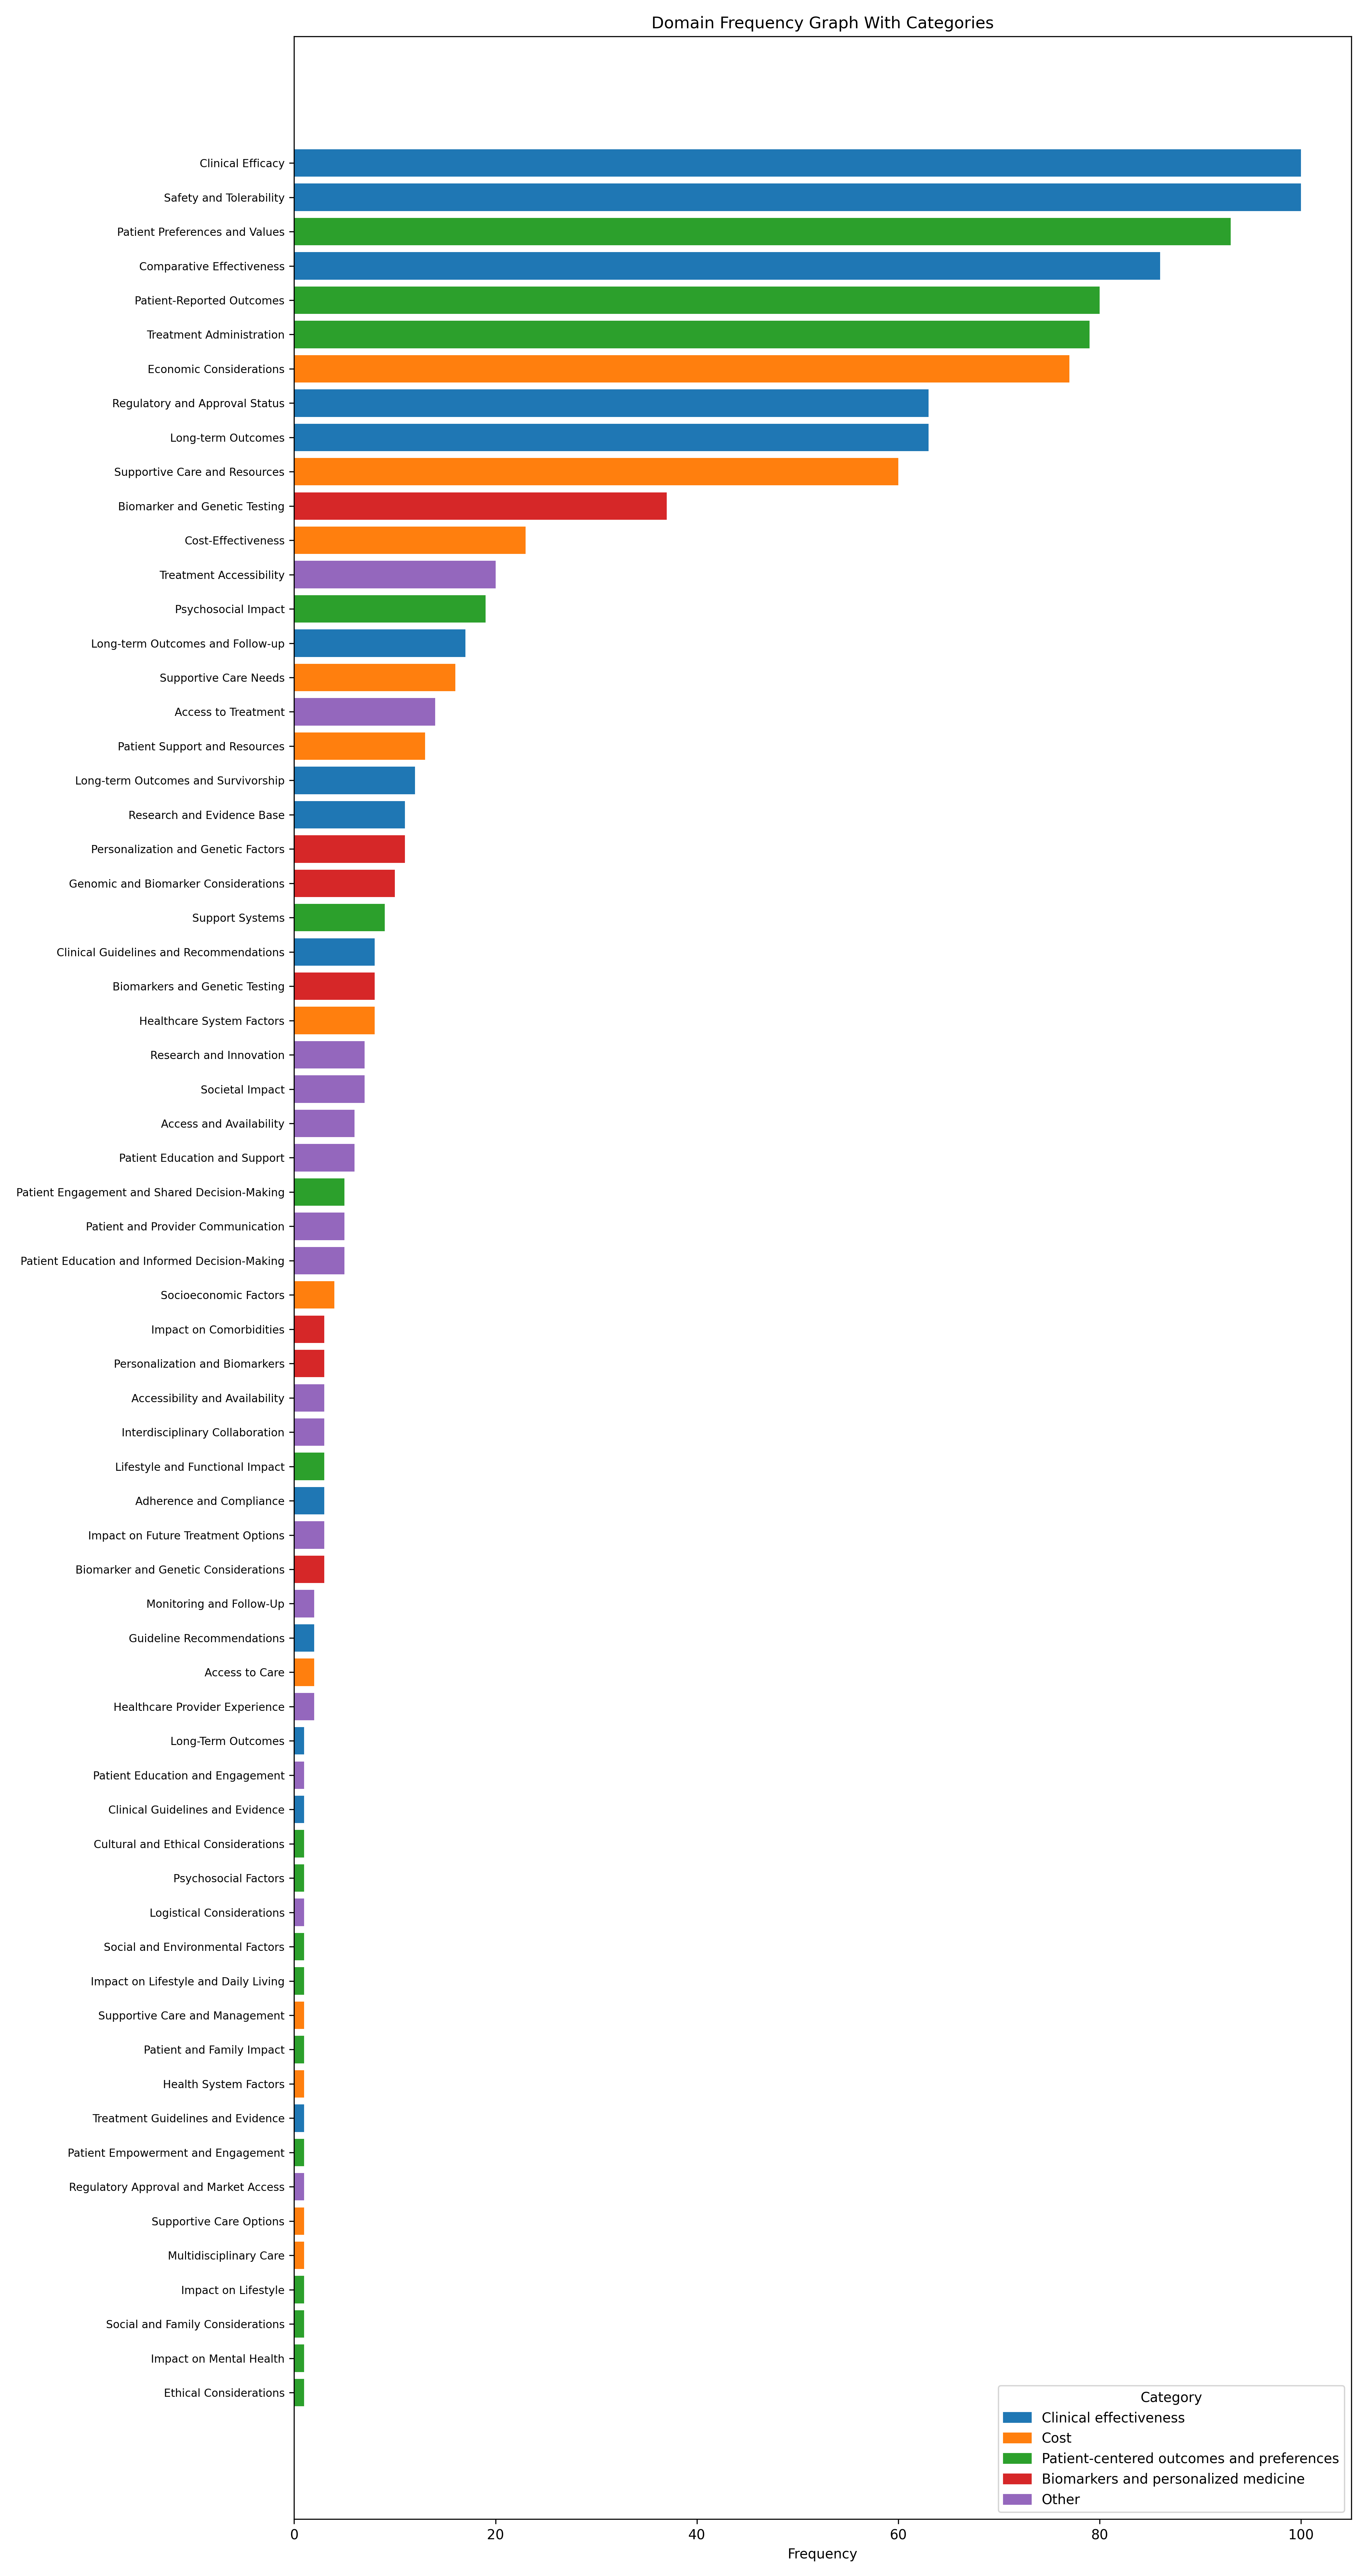 Domain Frequency Graph With Categories
Clinical Efficacy
Safety and Tolerability
Patient Preferences and Values
Comparative Effectiveness
Patient-Reported Outcomes
Treatment Administration
Economic Considerations
Regulatory and Approval Status
Long-term Outcomes
Supportive Care and Resources
Biomarker and Genetic Testing
Cost-Effectiveness
Treatment Accessibility
Psychosocial Impact
Long-term Outcomes and Follow-up
Supportive Care Needs
Access to Treatment
Patient Support and Resources
Long-term Outcomes and Survivorship
Research and Evidence Base
Personalization and Genetic Factors
Genomic and Biomarker Considerations
Support Systems
Clinical Guidelines and Recommendations
Biomarkers and Genetic Testing
Healthcare System Factors
Research and Innovation
Societal Impact
Access and Availability
Patient Education and Support
Patient Engagement and Shared Decision-Making
Patient and Provider Communication
Patient Education and Informed Decision-Making
Socioeconomic Factors
Impact on Comorbidities
Personalization and Biomarkers
Accessibility and Availability
Interdisciplinary Collaboration
Lifestyle and Functional Impact
Adherence and Compliance
Impact on Future Treatment Options
Biomarker and Genetic Considerations
Monitoring and Follow-Up
Guideline Recommendations
Access to Care
Healthcare Provider Experience
Long-Term Outcomes
Patient Education and Engagement
Clinical Guidelines and Evidence
Cultural and Ethical Considerations
Psychosocial Factors
Logistical Considerations
Social and Environmental Factors
Impact on Lifestyle and Daily Living
Supportive Care and Management
Patient and Family Impact
Health System Factors
Treatment Guidelines and Evidence
Patient Empowerment and Engagement
Regulatory Approval and Market Access
Supportive Care Options
Multidisciplinary Care
Impact on Lifestyle
Social and Family Considerations
Impact on Mental Health
Ethical Considerations
Category
Clinical effectiveness
Cost
Patient-centered outcomes and preferences
Biomarkers and personalized medicine
Other
0 20 40 60 80 100
Frequency